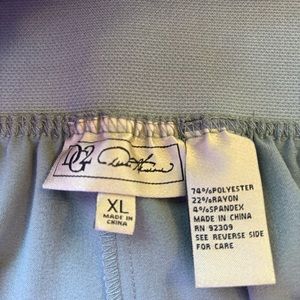 DG2
XL
MADE IN
CHINA
74%POLYESTER
22%RAYON
4%SPANDEX
MADE IN CHINA
RN 92309
SEE REVERSE SIDE
FOR CARE